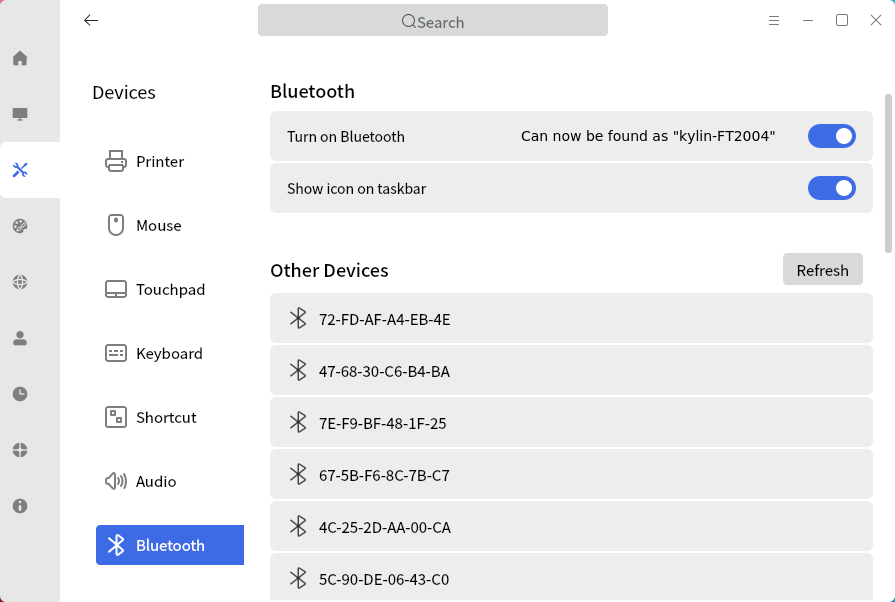 Search
Devices
Printer
Mouse
Touchpad
Keyboard
Shortcut
Audio
Bluetooth
Bluetooth
Turn on Bluetooth Can now be found as "kylin-FT2004"
Show icon on taskbar
Other Devices Refresh
72-FD-AF-A4-EB-4E
47-68-30-C6-B4-BA
7E-F9-BF-48-1F-25
67-5B-F6-8C-7B-C7
4C-25-2D-AA-00-CA
5C-90-DE-06-43-C0